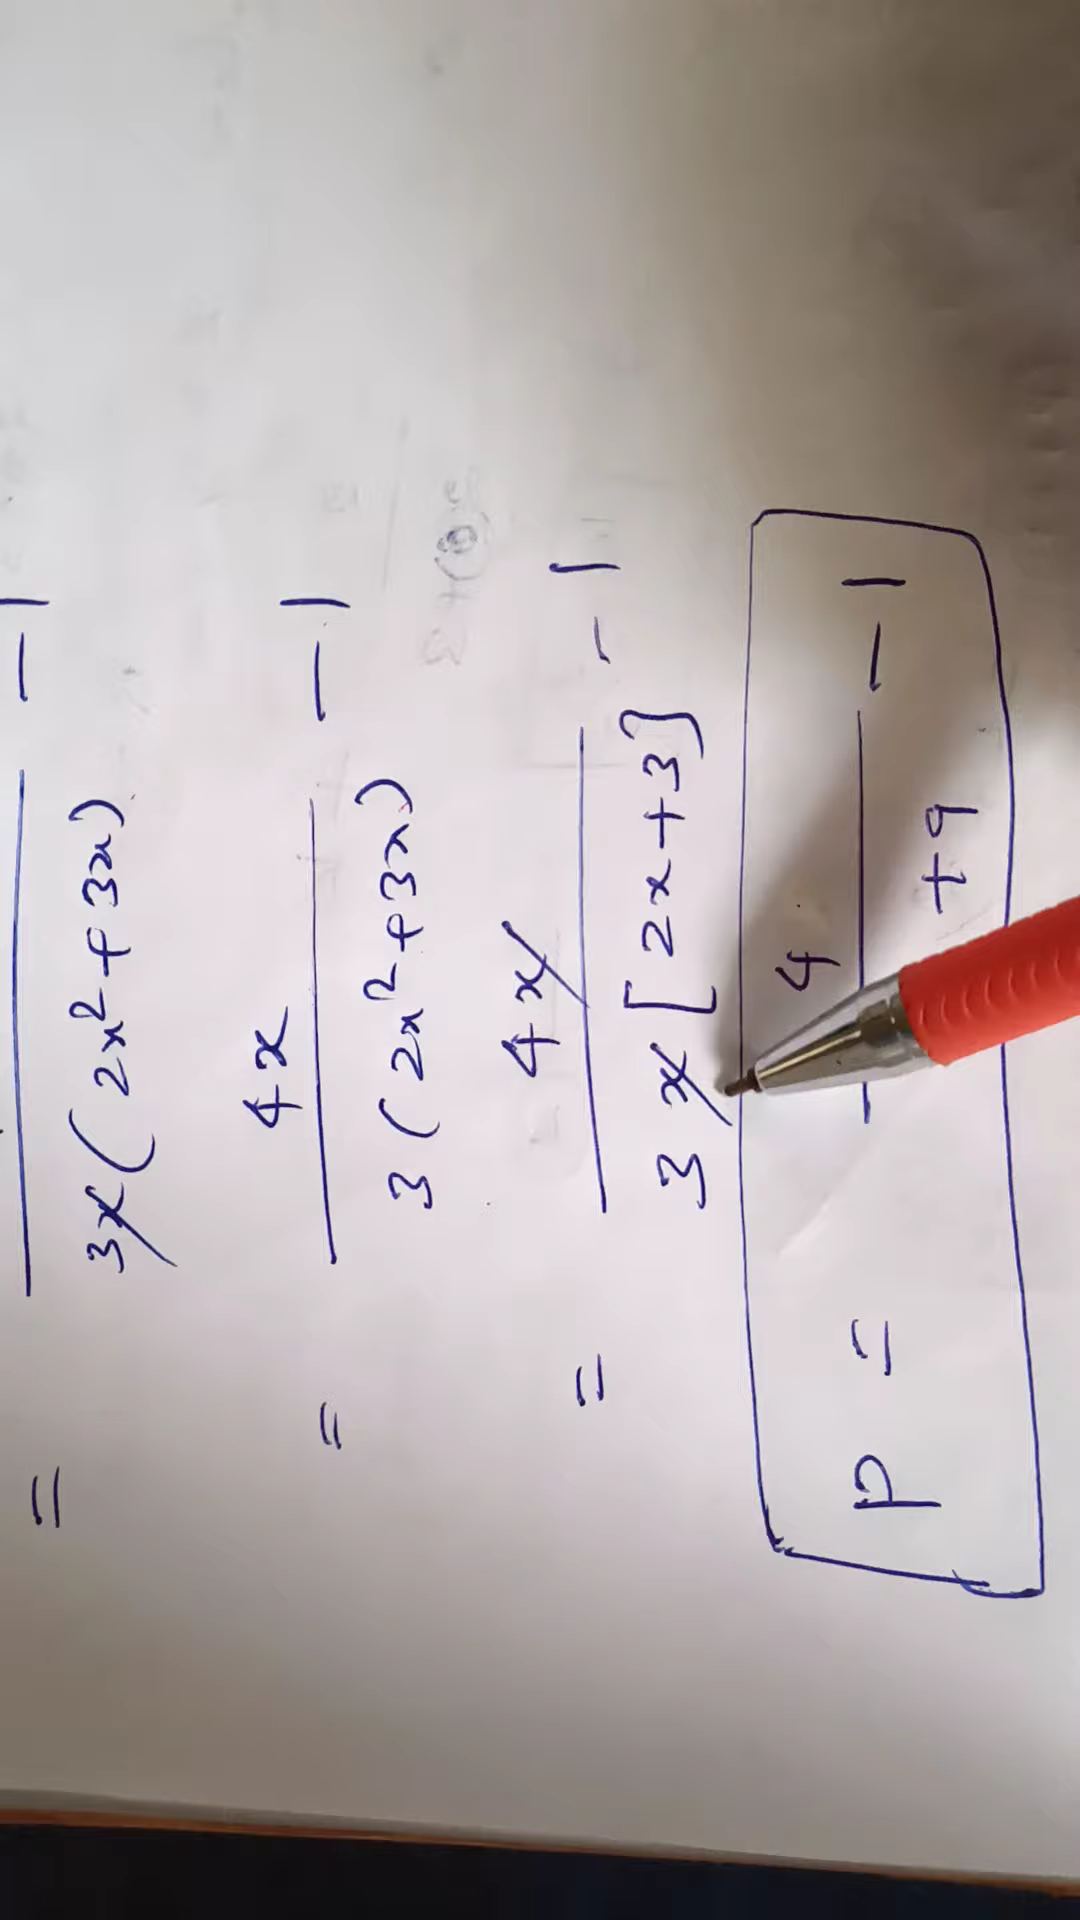 = ―――
3x(2x²+3x) - 1
= 4x
―――
3(2x²+3x) - 1
= 4x
―――
3x[2x+3] - 1
P = 4
―――
+9 - 1